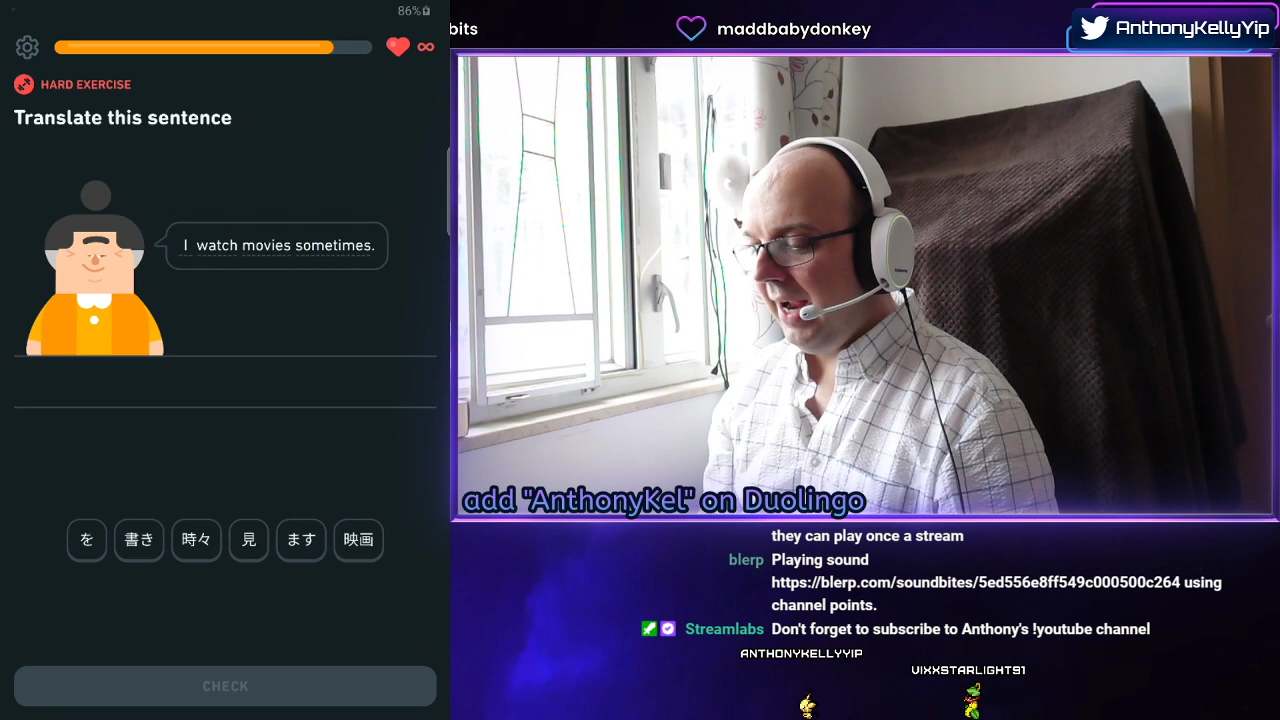 86%
HARD EXERCISE
Translate this sentence
I watch movies sometimes.
を
書き
時々
見
ます
映画
CHECK
bits
maddbabydonkey
AnthonyKellyYip
add "AnthonyKel" on Duolingo
they can play once a stream
blerp Playing sound
https://blerp.com/soundbites/5ed556e8ff549c000500c264 using
channel points.
Streamlabs Don't forget to subscribe to Anthony's !youtube channel
ANTHONYKELLYYIP
VIXXSTARLIGHT91